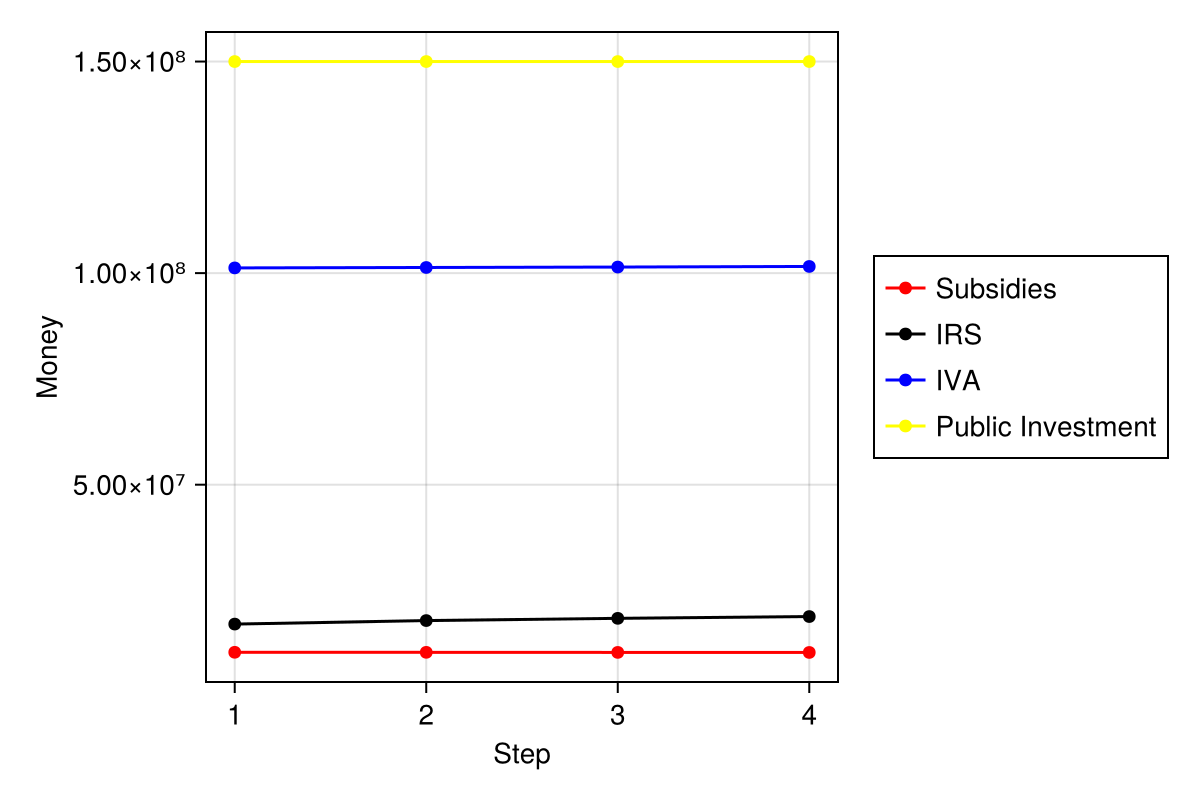 1.50×10⁸
1.00×10⁸
5.00×10⁷
Money
1 2 3 4
Step
Subsidies
IRS
IVA
Public Investment